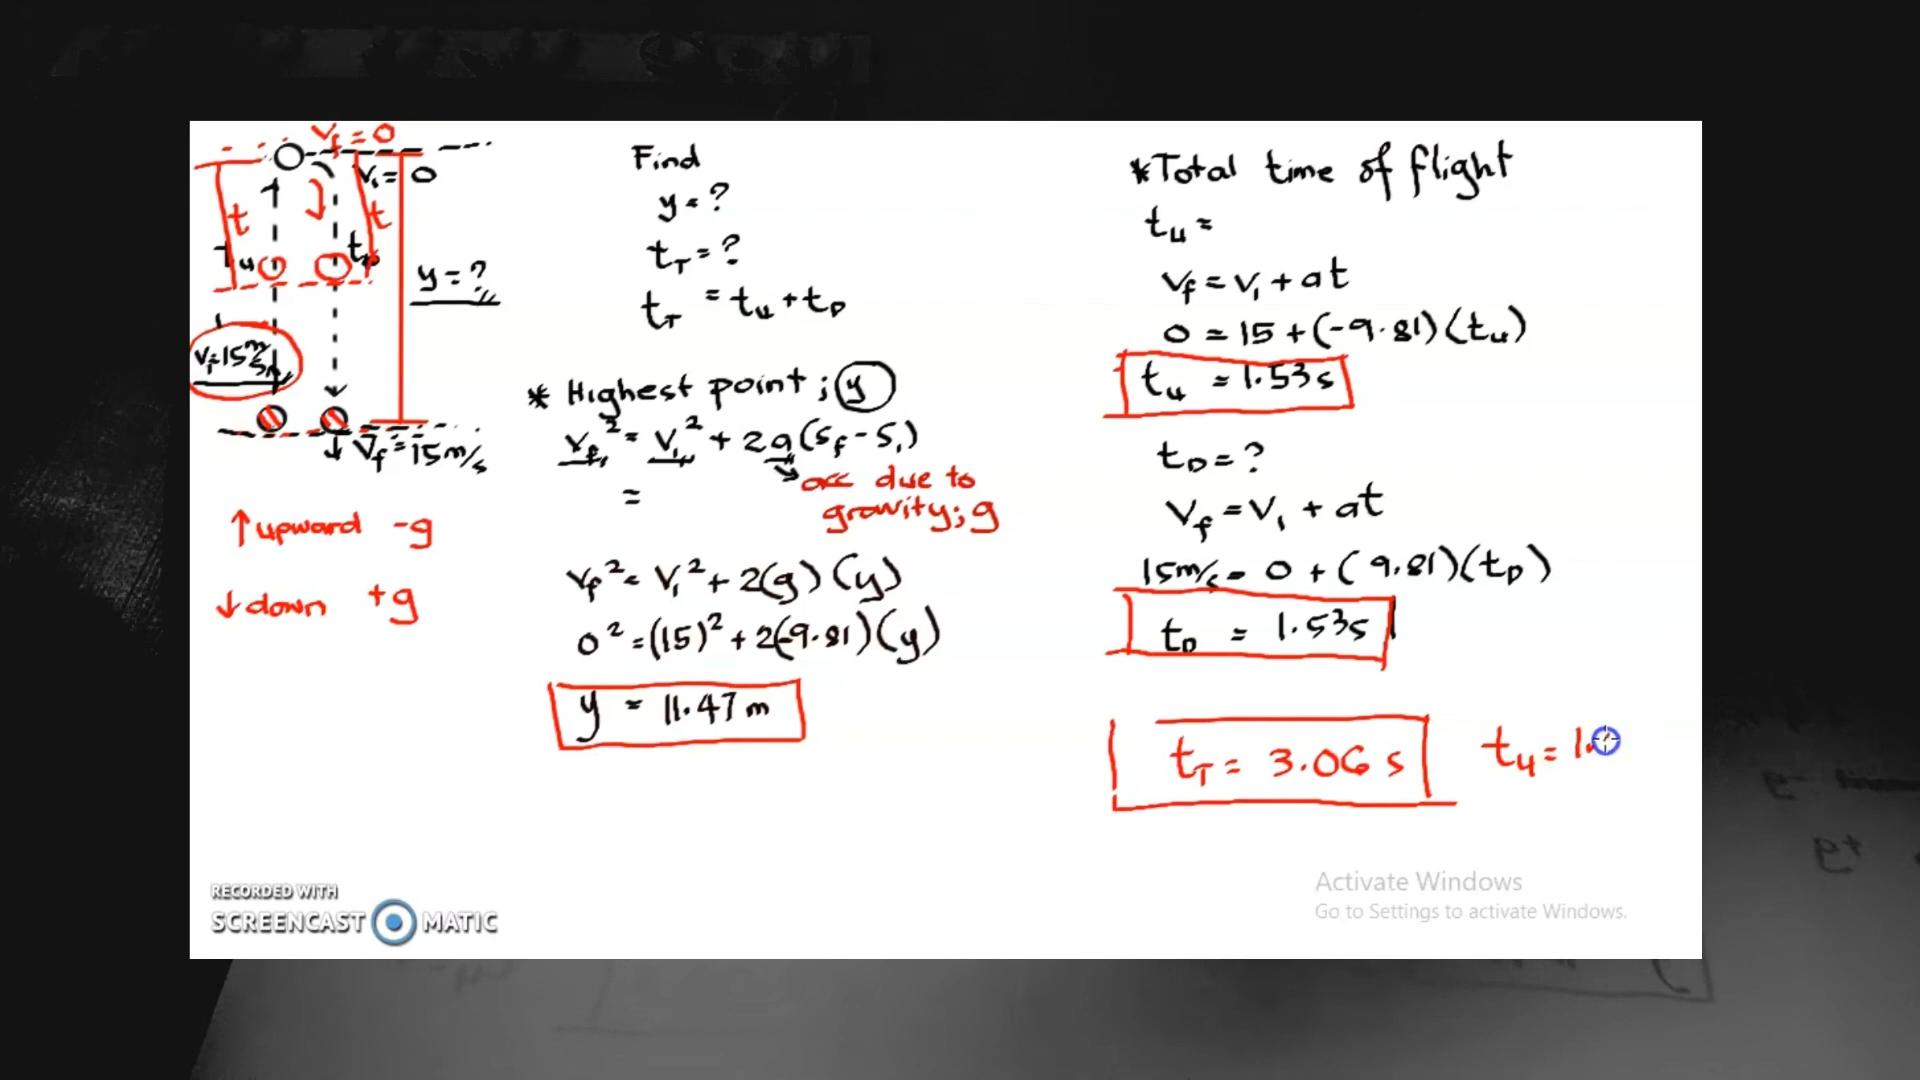 Vf = 0
Vi = 0
t
t
tu
tD
y = ?
Vi = 15 m/s
Vf = 15 m/s
↑ upward -g
↓ down +g
Find
y = ?
tT = ?
tT = tu + tD
* Highest point ; y
Vf² = Vi² + 2a(Sf - Si)
=
acc due to
gravity; g
Vf² = Vi² + 2(g)(y)
0² = (15)² + 2(-9.81)(y)
y = 11.47 m
*Total time of flight
tu =
Vf = Vi + at
0 = 15 + (-9.81)(tu)
tu = 1.53 s
tD = ?
Vf = Vi + at
15m/s = 0 + (9.81)(tD)
tD = 1.53s
tT = 3.06 s
tu = 1.
RECORDED WITH
SCREENCAST MATIC
Activate Windows
Go to Settings to activate Windows.